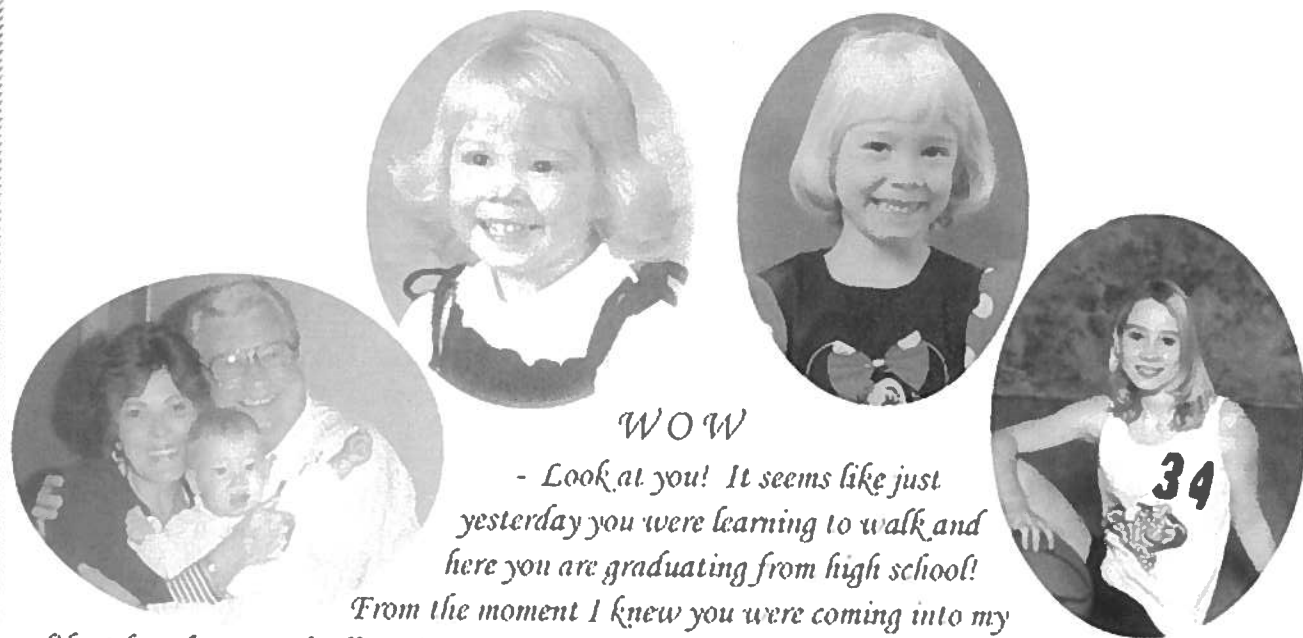 WOW
- Look at you! It seems like just
yesterday you were learning to walk and
here you are graduating from high school!
From the moment I knew you were coming into my
34